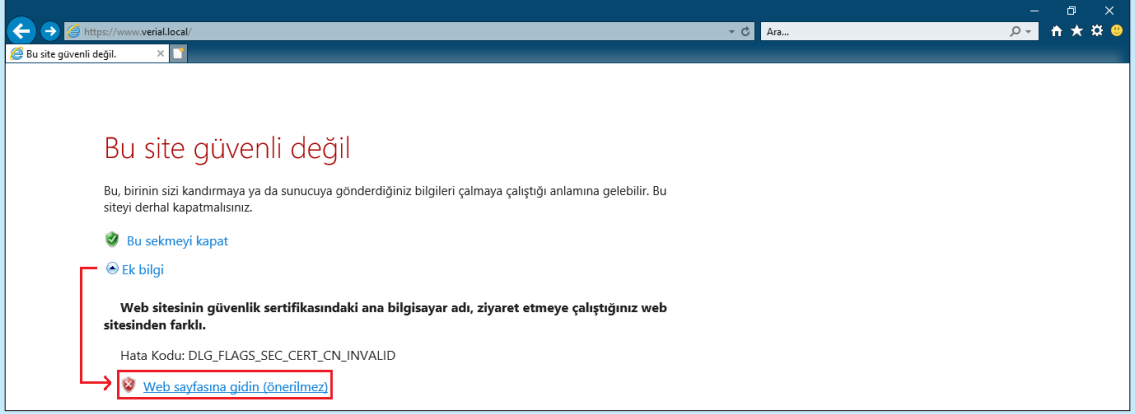 https://www.verial.local/
Ara...
Bu site güvenli değil.
Bu site güvenli değil
Bu, birinin sizi kandırmaya ya da sunucuya gönderdiğiniz bilgileri çalmaya çalıştığı anlamına gelebilir. Bu
siteyi derhal kapatmalısınız.
Bu sekmeyi kapat
Ek bilgi
Web sitesinin güvenlik sertifikasındaki ana bilgisayar adı, ziyaret etmeye çalıştığınız web
sitesinden farklı.
Hata Kodu: DLG_FLAGS_SEC_CERT_CN_INVALID
Web sayfasına gidin (önerilmez)